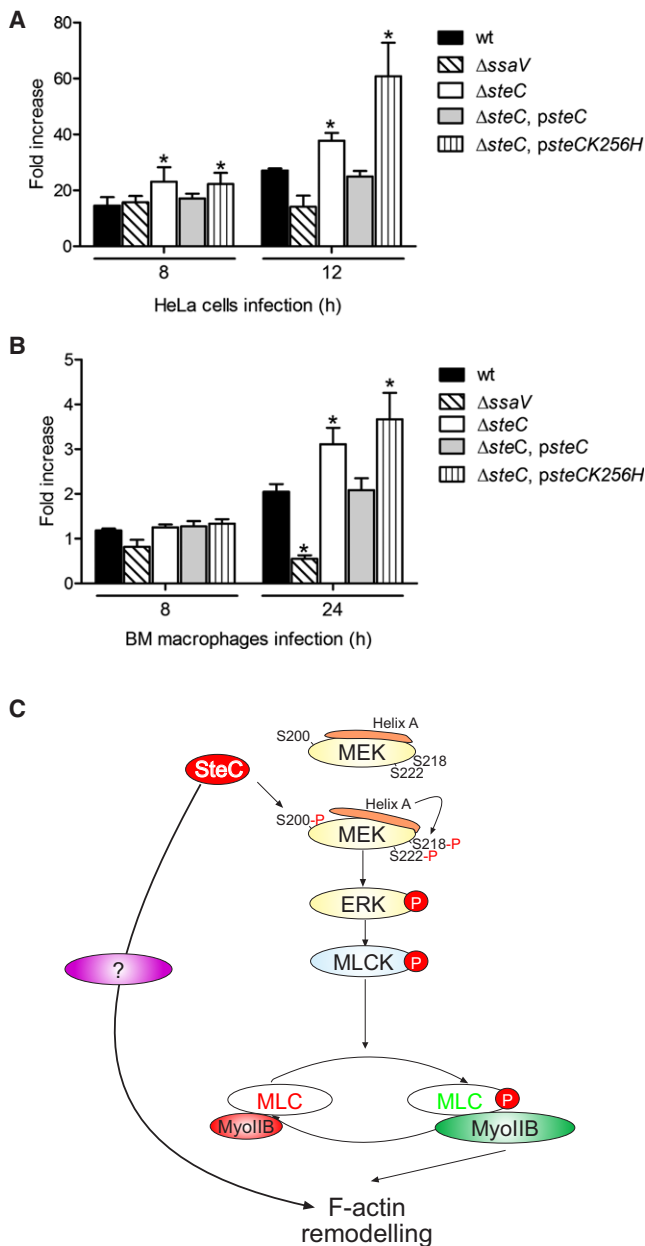 A
80
60
40
20
0
Fold increase
* * * *
8 12
HeLa cells infection (h)
wt
ΔssaV
ΔsteC
ΔsteC, psteC
ΔsteC, psteCK256H
B
5
4
3
2
1
0
Fold increase
* * *
8 24
BM macrophages infection (h)
wt
ΔssaV
ΔsteC
ΔsteC, psteC
ΔsteC, psteCK256H
C
Helix A
S200
MEK
S218
S222
SteC
Helix A
S200-P
MEK
S218-P
S222-P
ERK P
?
MLCK P
MLC
MyoIIB
MLC P
MyoIIB
F-actin
remodelling